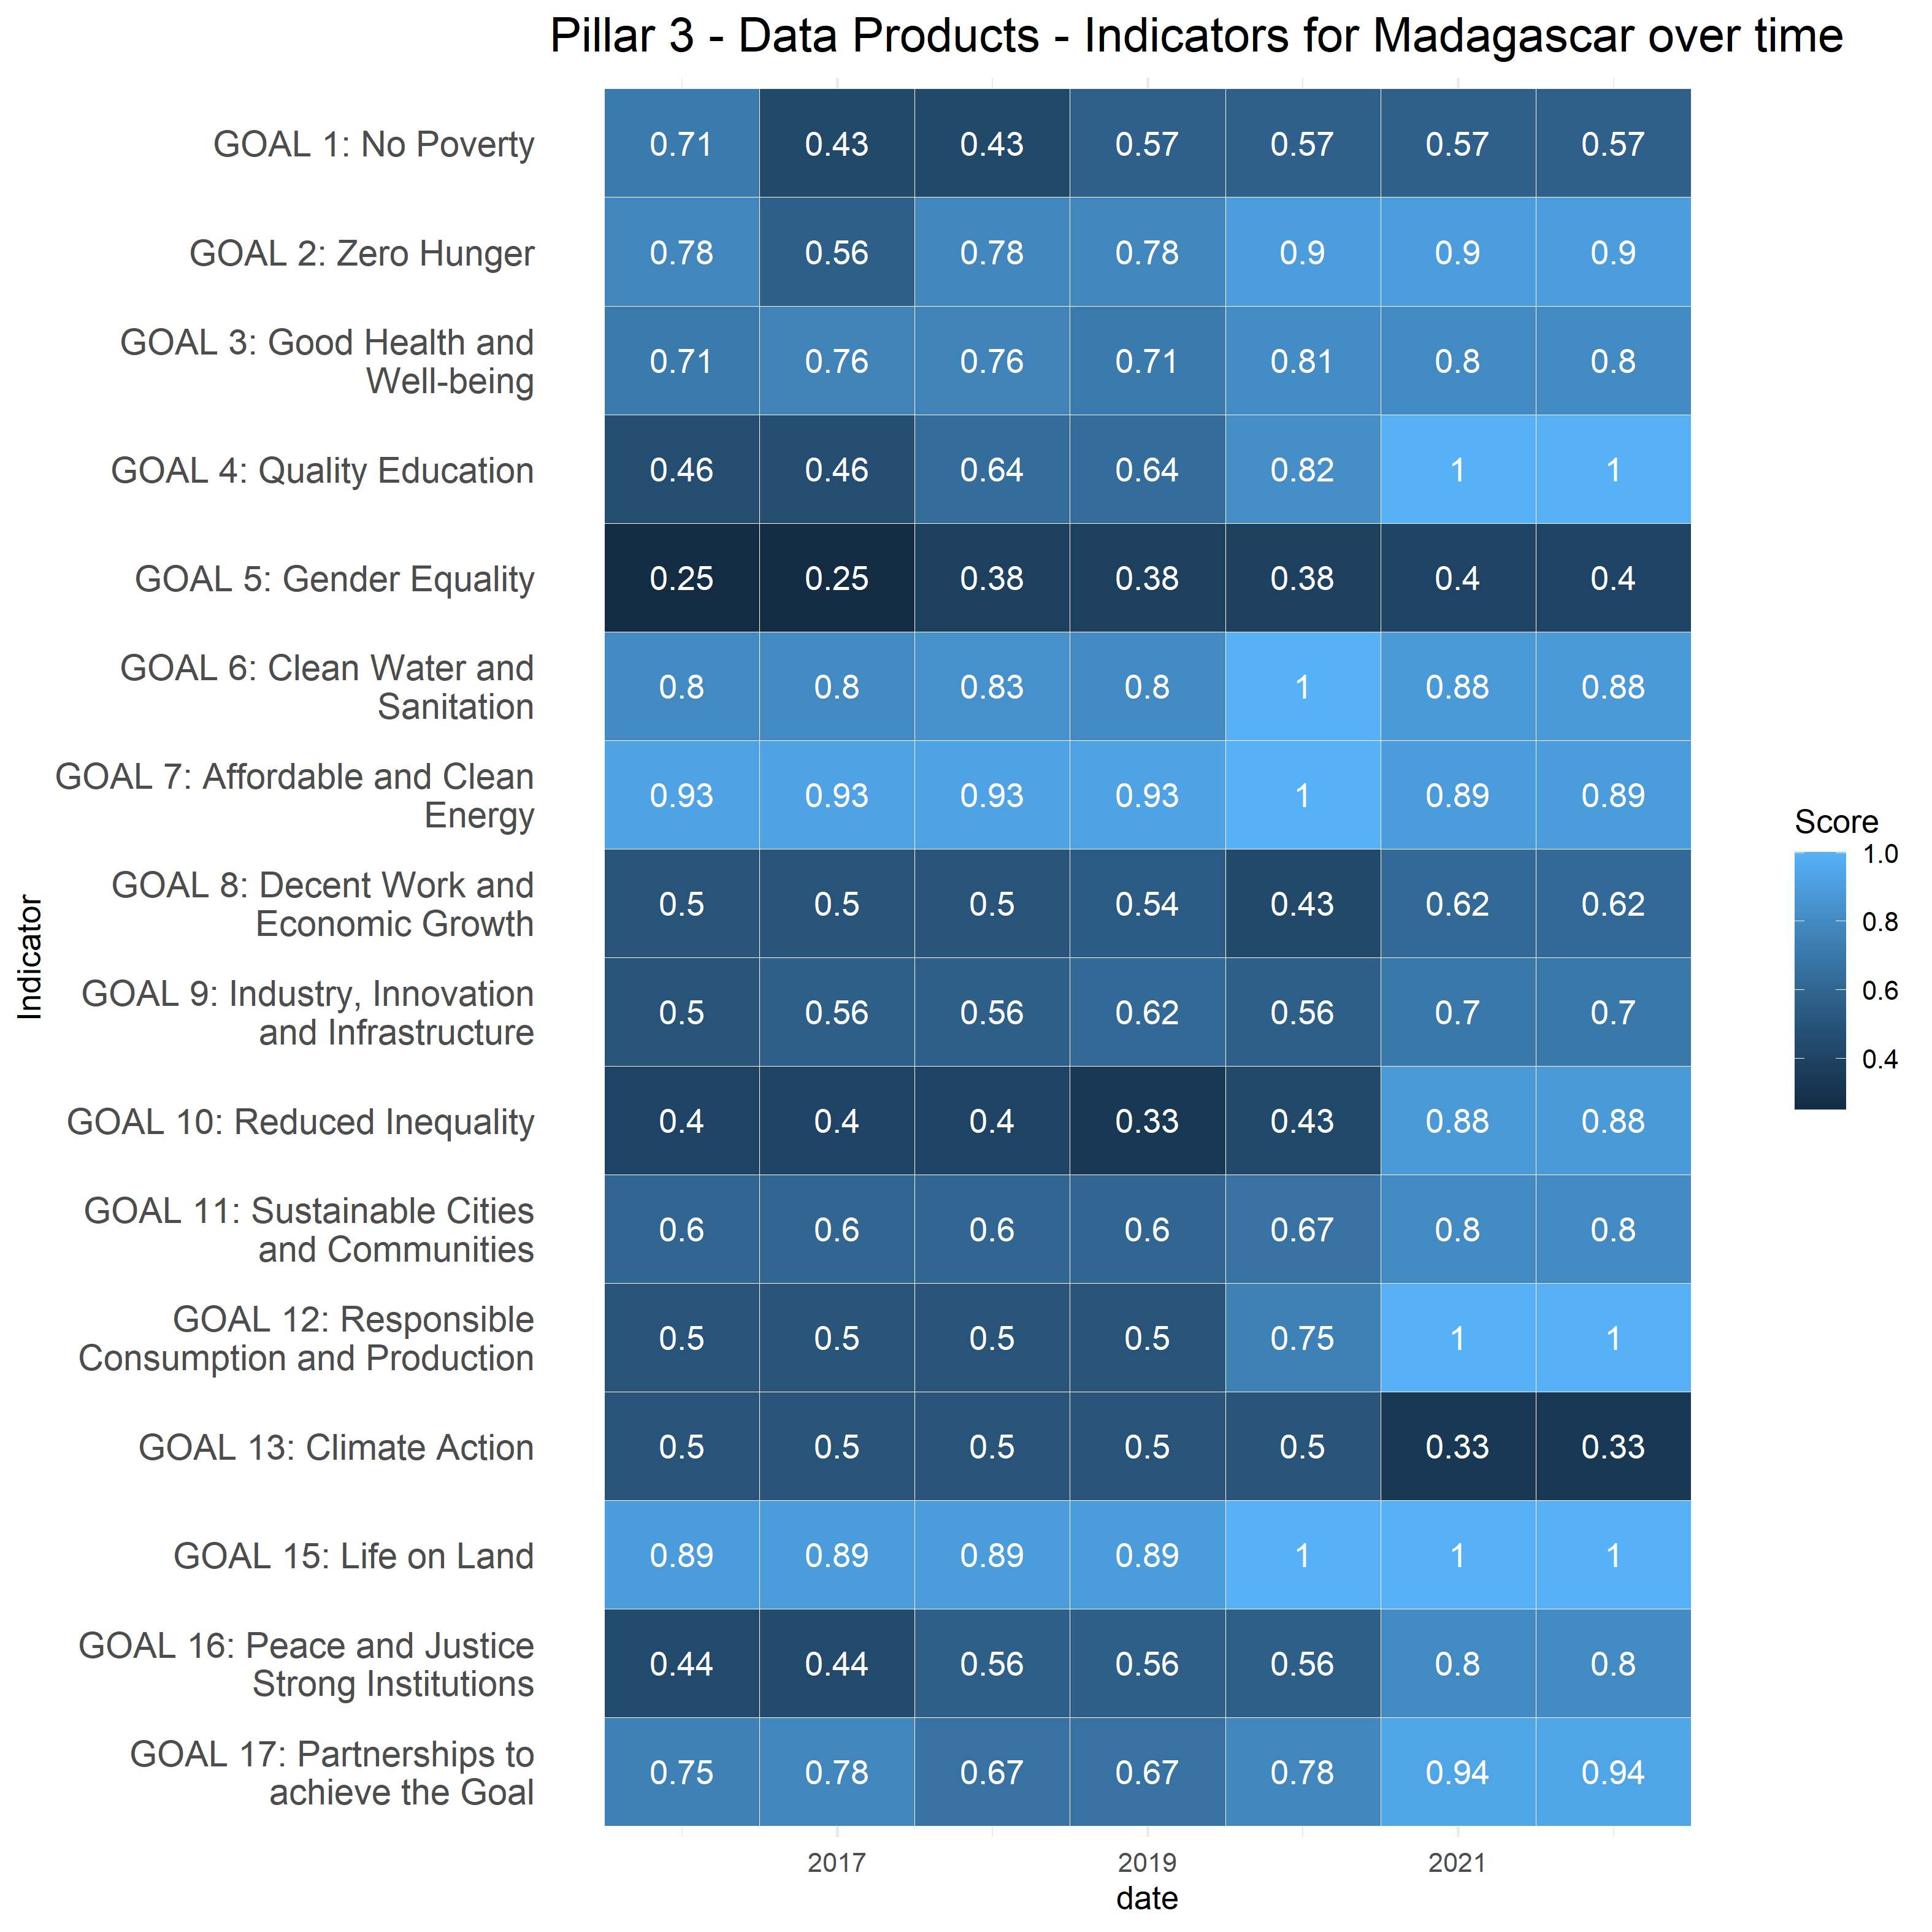 Pillar 3 - Data Products - Indicators for Madagascar over time
GOAL 1: No Poverty
0.71 0.43 0.43 0.57 0.57 0.57 0.57
GOAL 2: Zero Hunger
0.78 0.56 0.78 0.78 0.9 0.9 0.9
GOAL 3: Good Health and
Well-being
0.71 0.76 0.76 0.71 0.81 0.8 0.8
GOAL 4: Quality Education
0.46 0.46 0.64 0.64 0.82 1 1
GOAL 5: Gender Equality
0.25 0.25 0.38 0.38 0.38 0.4 0.4
GOAL 6: Clean Water and
Sanitation
0.8 0.8 0.83 0.8 1 0.88 0.88
GOAL 7: Affordable and Clean
Energy
0.93 0.93 0.93 0.93 1 0.89 0.89
GOAL 8: Decent Work and
Economic Growth
0.5 0.5 0.5 0.54 0.43 0.62 0.62
GOAL 9: Industry, Innovation
and Infrastructure
0.5 0.56 0.56 0.62 0.56 0.7 0.7
GOAL 10: Reduced Inequality
0.4 0.4 0.4 0.33 0.43 0.88 0.88
GOAL 11: Sustainable Cities
and Communities
0.6 0.6 0.6 0.6 0.67 0.8 0.8
GOAL 12: Responsible
Consumption and Production
0.5 0.5 0.5 0.5 0.75 1 1
GOAL 13: Climate Action
0.5 0.5 0.5 0.5 0.5 0.33 0.33
GOAL 15: Life on Land
0.89 0.89 0.89 0.89 1 1 1
GOAL 16: Peace and Justice
Strong Institutions
0.44 0.44 0.56 0.56 0.56 0.8 0.8
GOAL 17: Partnerships to
achieve the Goal
0.75 0.78 0.67 0.67 0.78 0.94 0.94
2017 2019 2021
date
Indicator
Score
1.0
0.8
0.6
0.4